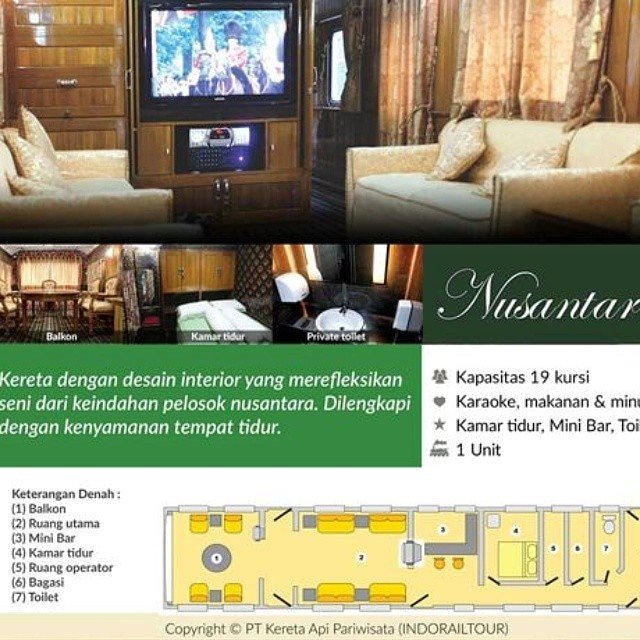 Balkon
Kamar tidur
Private toilet
Nusantar
Kereta dengan desain interior yang merefleksikan
seni dari keindahan pelosok nusantara. Dilengkapi
dengan kenyamanan tempat tidur.
Kapasitas 19 kursi
Karaoke, makanan & minu
Kamar tidur, Mini Bar, Toi
1 Unit
Keterangan Denah :
(1) Balkon
(2) Ruang utama
(3) Mini Bar
(4) Kamar tidur
(5) Ruang operator
(6) Bagasi
(7) Toilet
1
2
3
4
5
6
7
Copyright © PT Kereta Api Pariwisata (INDORAILTOUR)